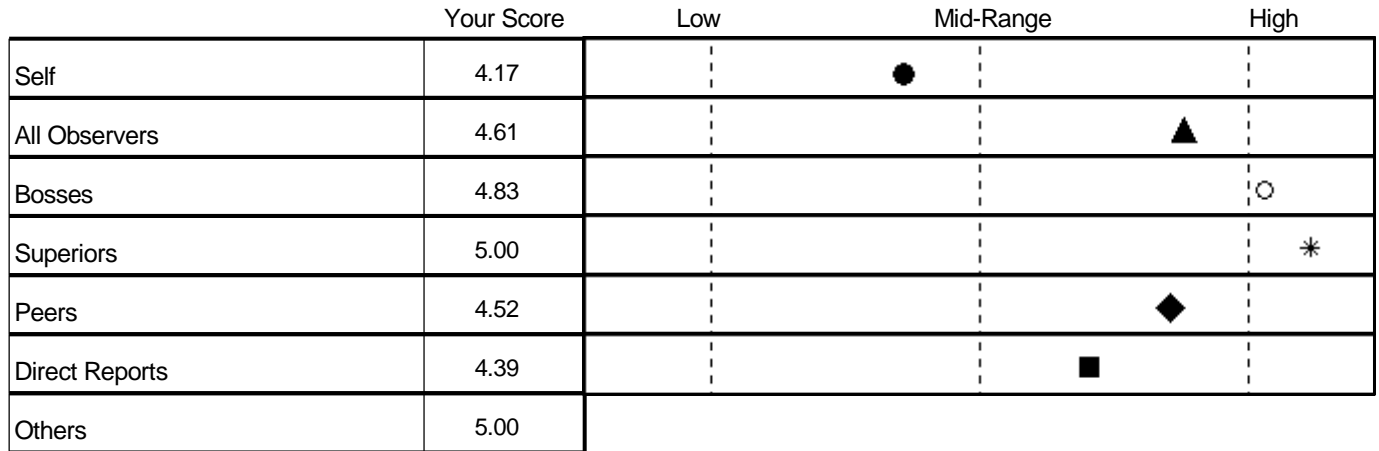 Your Score Low Mid-Range High
Self 4.17
All Observers 4.61
Bosses 4.83
Superiors 5.00
Peers 4.52
Direct Reports 4.39
Others 5.00